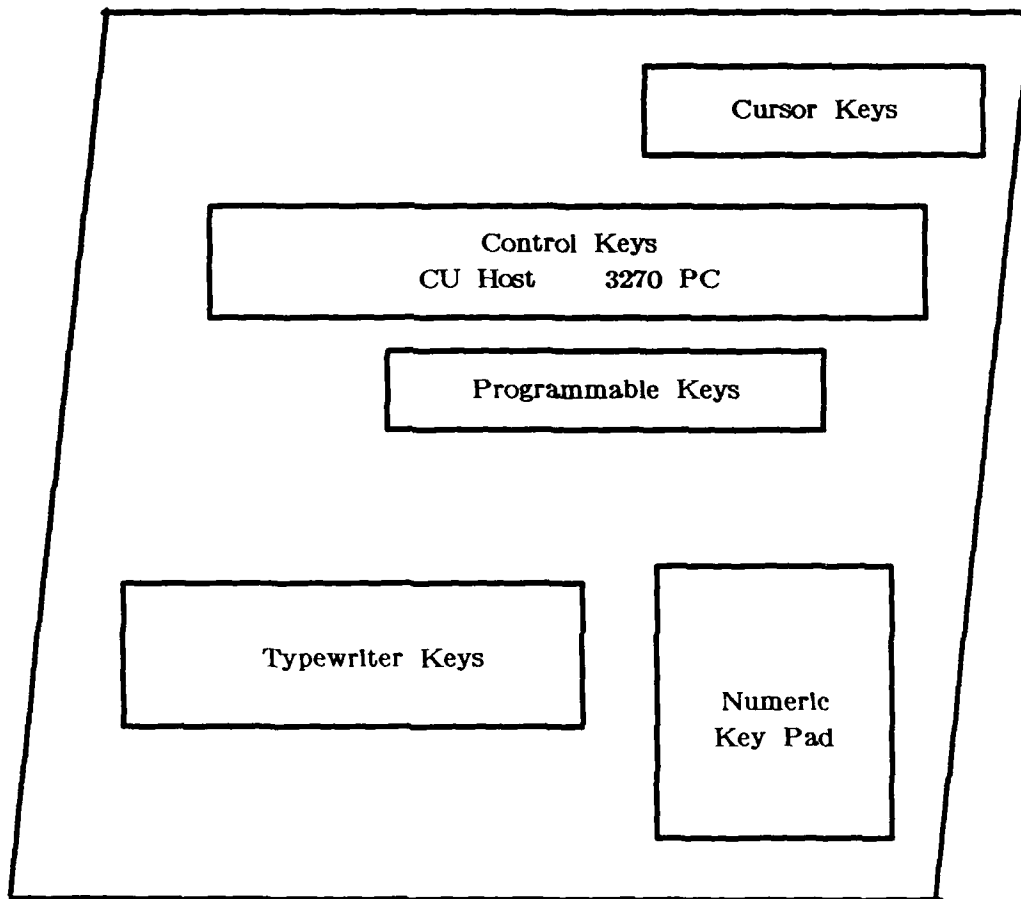 Cursor Keys
Control Keys
CU Host 3270 PC
Programmable Keys
Typewriter Keys
Numeric
Key Pad